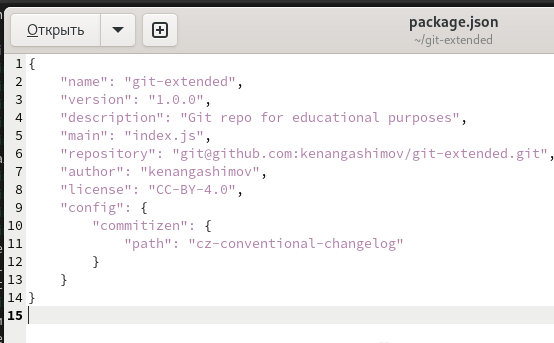 Открыть
package.json
~/git-extended
1 {
2     "name": "git-extended",
3     "version": "1.0.0",
4     "description": "Git repo for educational purposes",
5     "main": "index.js",
6     "repository": "git@github.com:kenangashimov/git-extended.git",
7     "author": "kenangashimov",
8     "license": "CC-BY-4.0",
9     "config": {
10         "commitizen": {
11             "path": "cz-conventional-changelog"
12         }
13     }
14 }
15